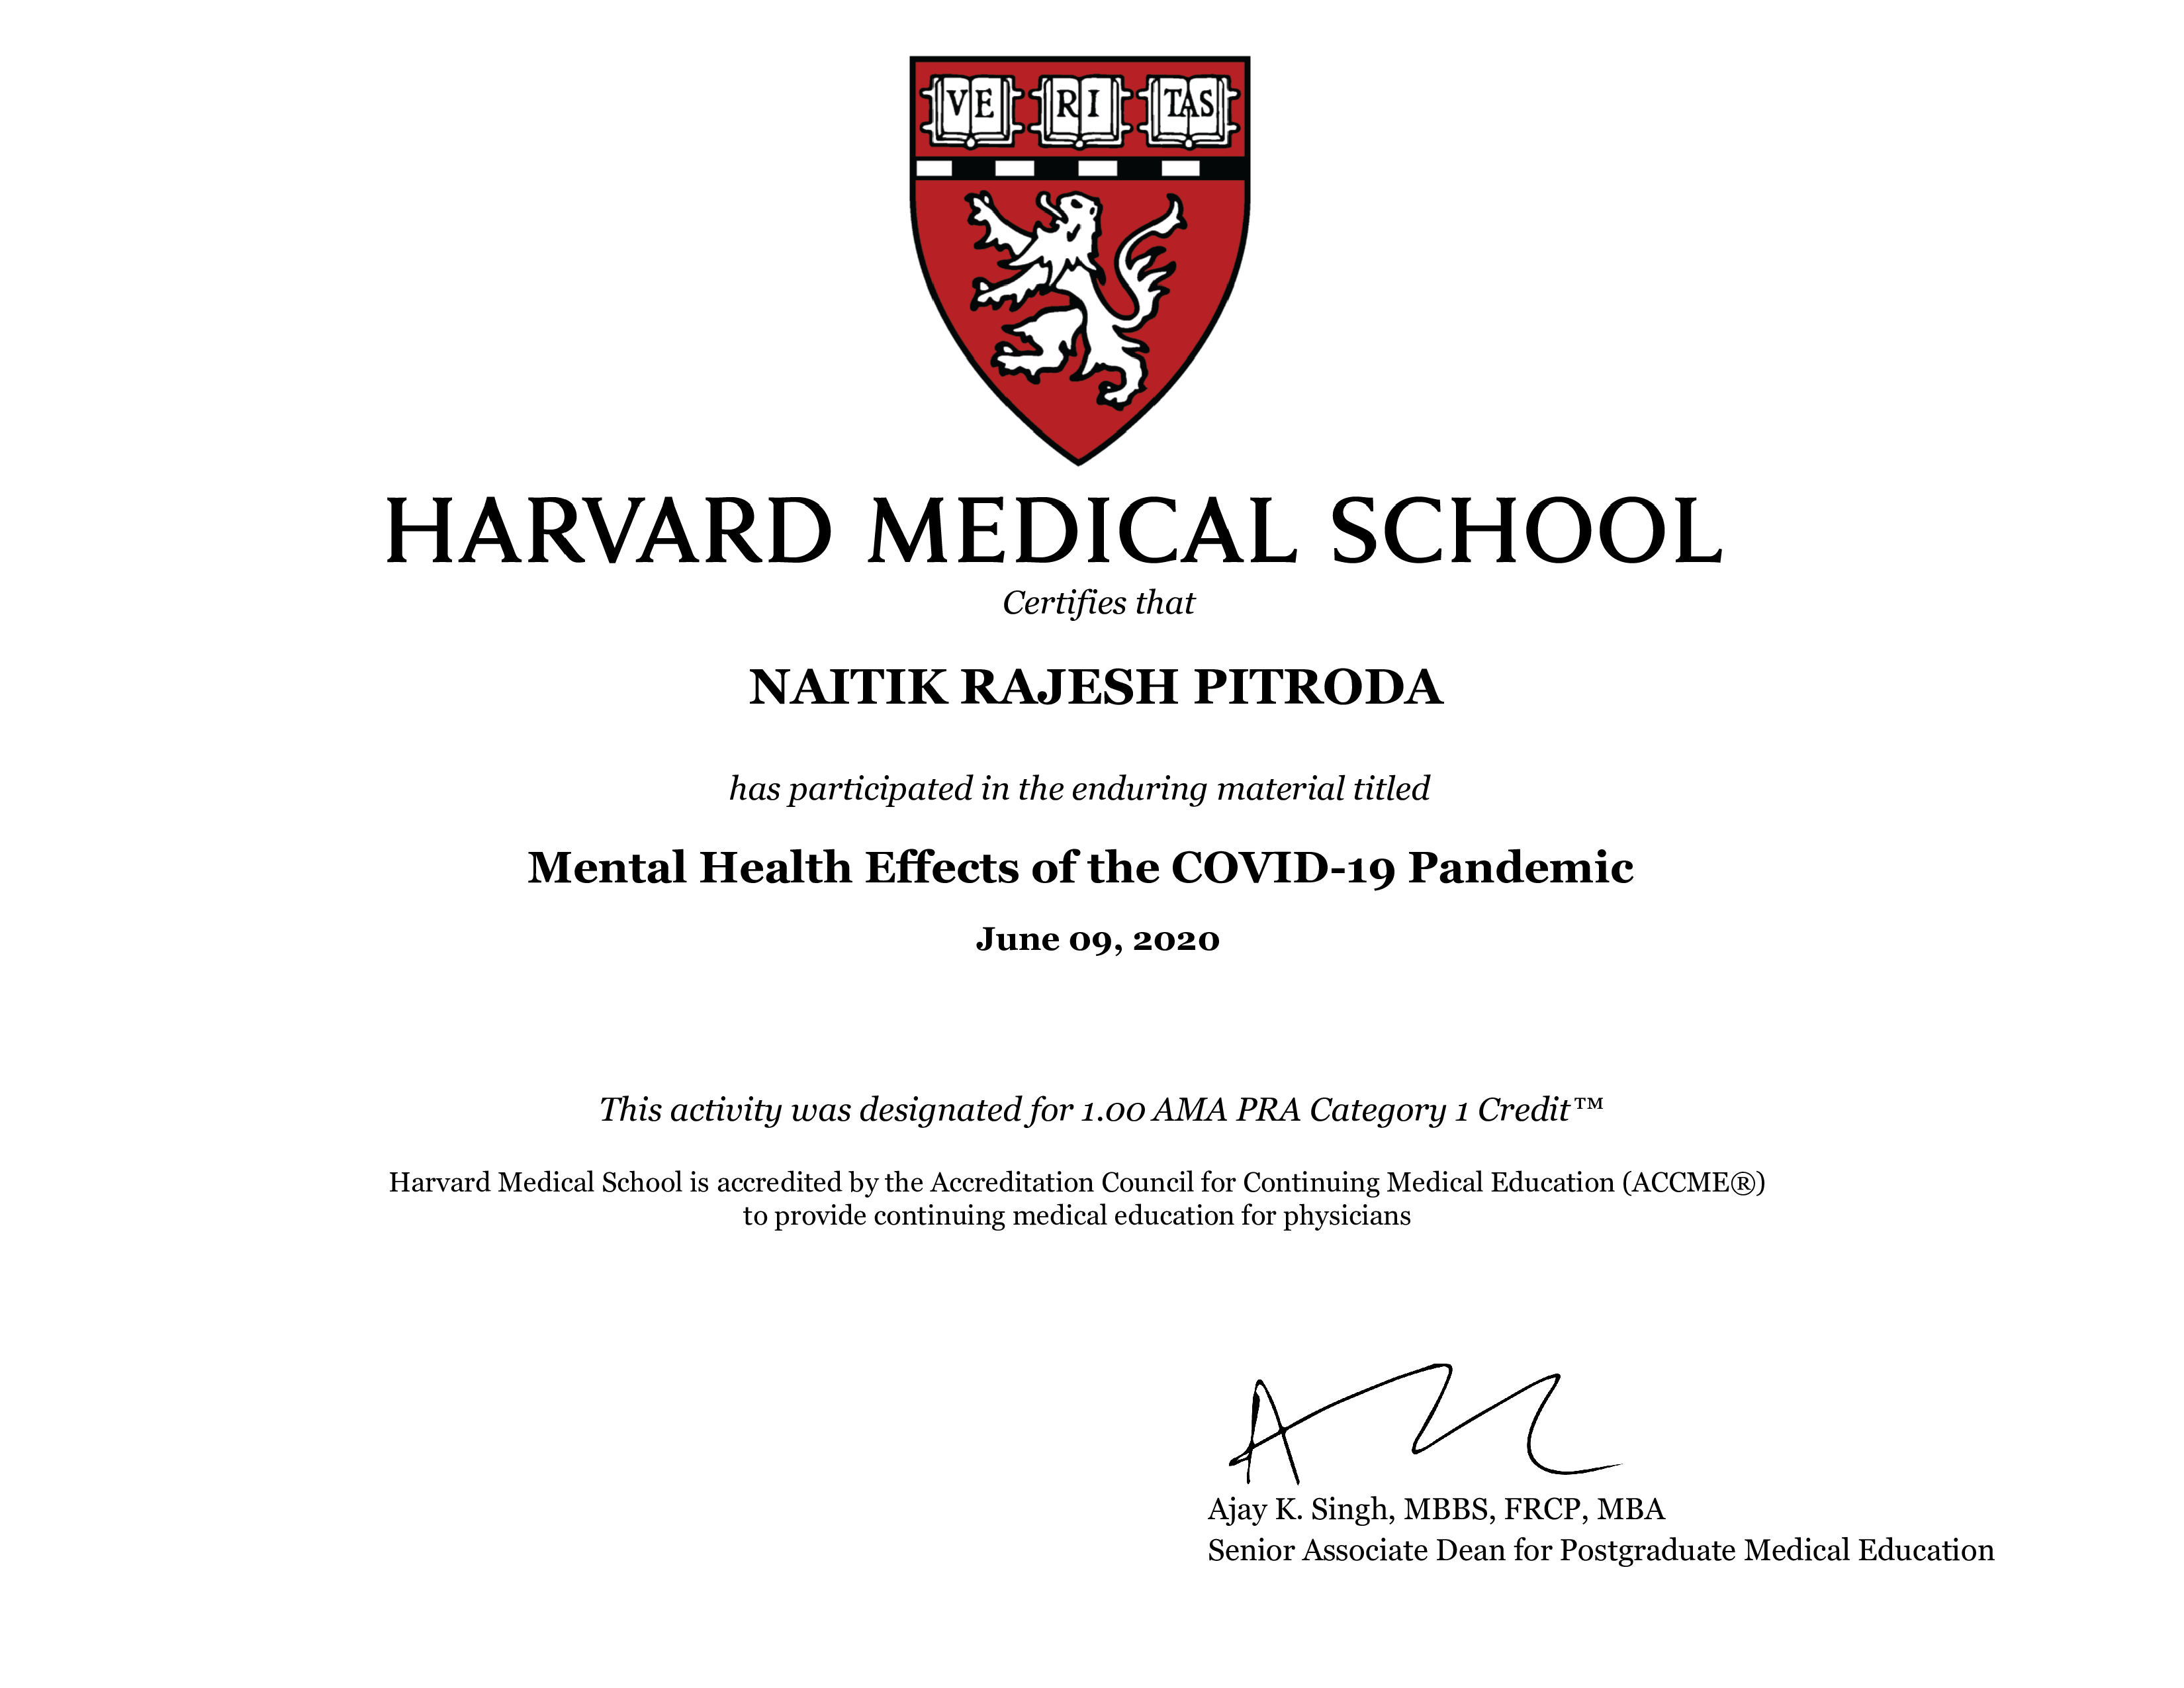 VE RI TAS
HARVARD MEDICAL SCHOOL
Certifies that
NAITIK RAJESH PITRODA
has participated in the enduring material titled
Mental Health Effects of the COVID-19 Pandemic
June 09, 2020
This activity was designated for 1.00 AMA PRA Category 1 Credit™
Harvard Medical School is accredited by the Accreditation Council for Continuing Medical Education (ACCME®)
to provide continuing medical education for physicians
Ajay K. Singh, MBBS, FRCP, MBA
Senior Associate Dean for Postgraduate Medical Education